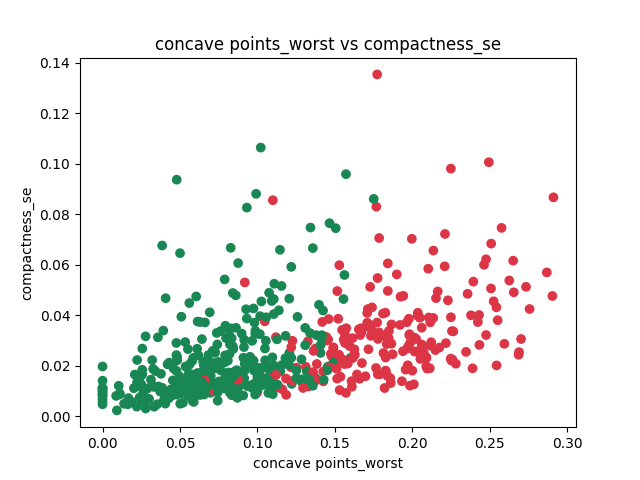 concave points_worst vs compactness_se
0.14
0.12
0.10
0.08
0.06
0.04
0.02
0.00
compactness_se
0.00 0.05 0.10 0.15 0.20 0.25 0.30
concave points_worst